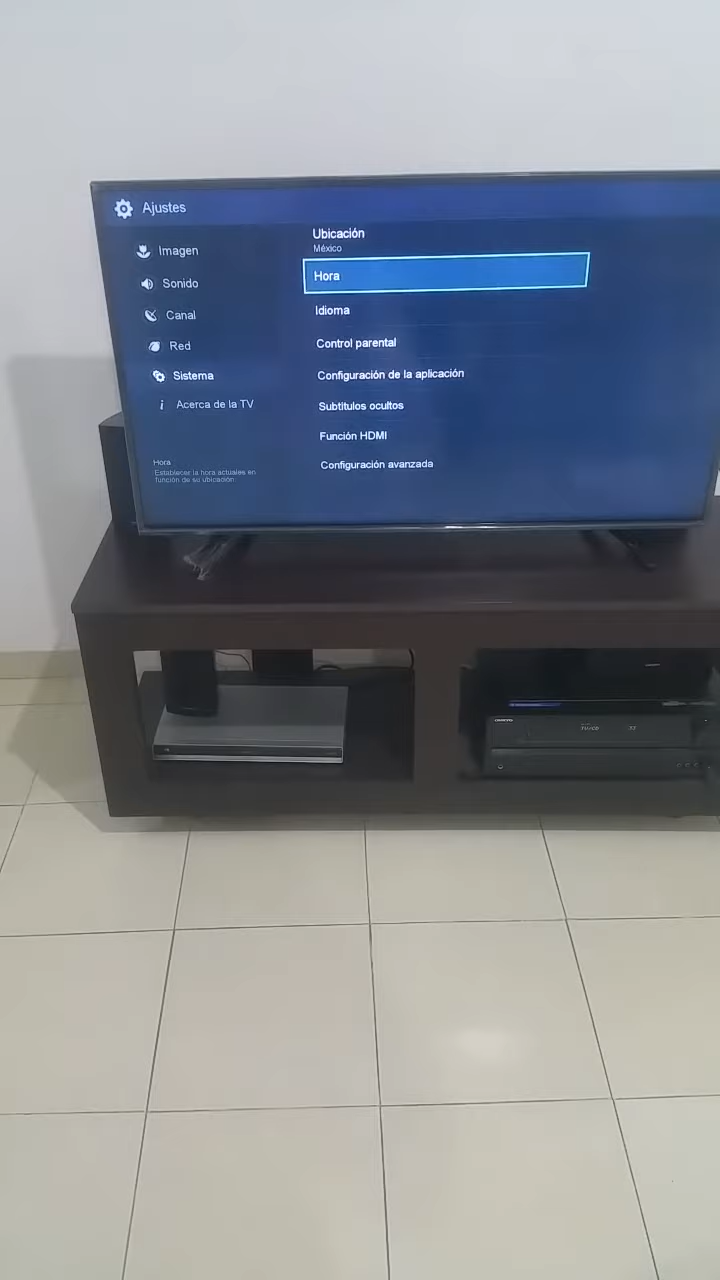 Ajustes
Imagen
Sonido
Canal
Red
Sistema
Acerca de la TV
Hora
Establecer la hora actuales en
función de su ubicación
Ubicación
México
Hora
Idioma
Control parental
Configuración de la aplicación
Subtítulos ocultos
Función HDMI
Configuración avanzada
ONKYO